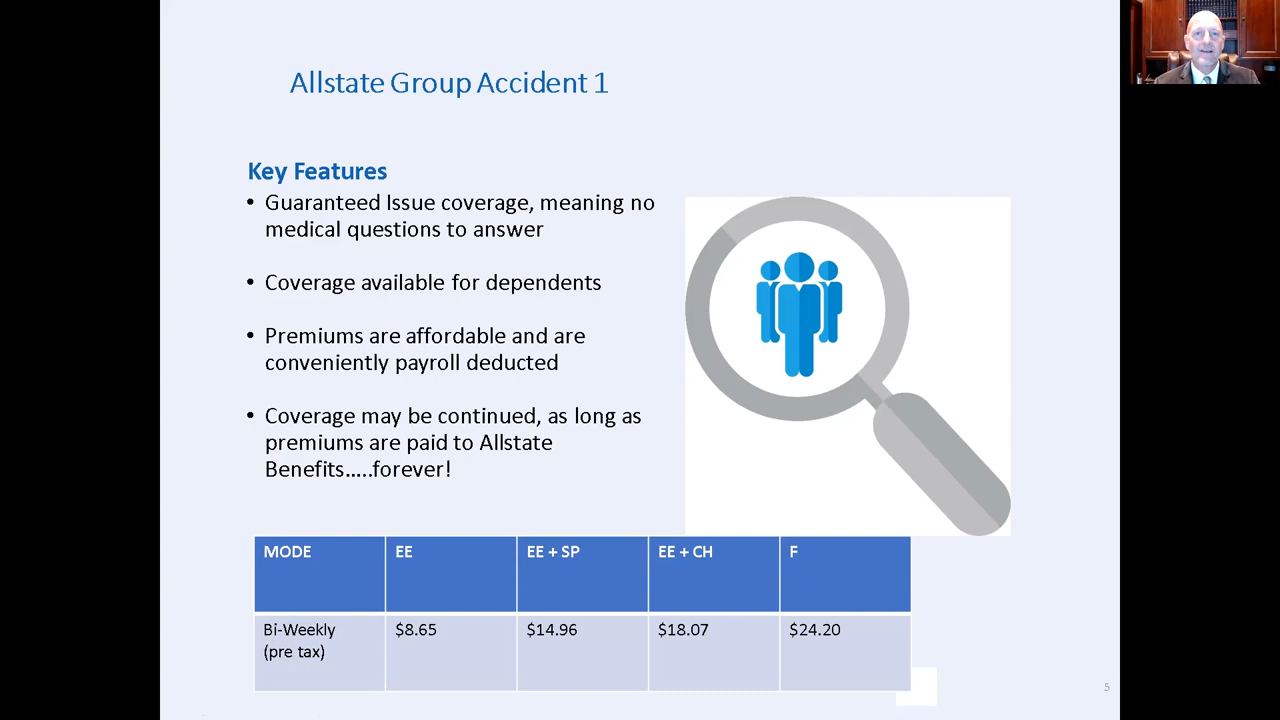 Allstate Group Accident 1
Key Features
• Guaranteed Issue coverage, meaning no
medical questions to answer
• Coverage available for dependents
• Premiums are affordable and are
conveniently payroll deducted
• Coverage may be continued, as long as
premiums are paid to Allstate
Benefits.....forever!
MODE EE EE + SP EE + CH F
Bi-Weekly $8.65 $14.96 $18.07 $24.20
(pre tax)
5